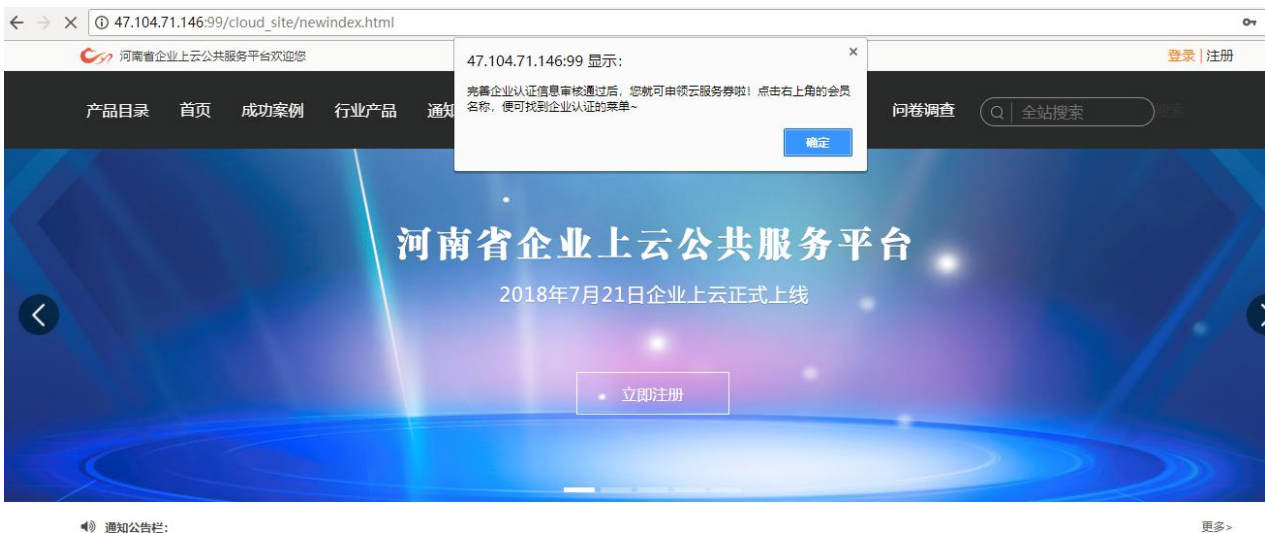 47.104.71.146:99/cloud_site/newindex.html
河南省企业上云公共服务平台欢迎您
登录 | 注册
47.104.71.146:99 显示：
完善企业认证信息审核通过后，您就可申领云服务券啦！点击右上角的会员
名称，便可找到企业认证的菜单~
确定
产品目录 首页 成功案例 行业产品 通知
问卷调查
全站搜索
河南省企业上云公共服务平台
2018年7月21日企业上云正式上线
立即注册
通知公告栏：
更多>